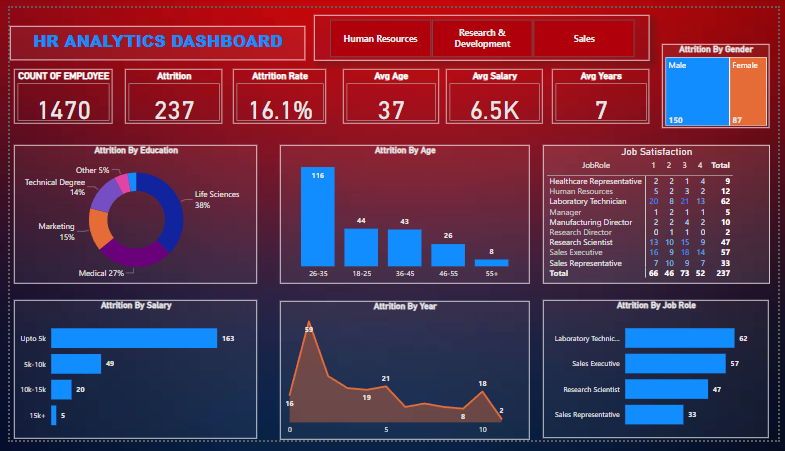 HR ANALYTICS DASHBOARD
Human Resources
Research &
Development
Sales
COUNT OF EMPLOYEE
1470
Attrition
237
Attrition Rate
16.1%
Avg Age
37
Avg Salary
6.5K
Avg Years
7
Attrition By Gender
Male
Female
150
87
Attrition By Education
Other 5%
Technical Degree
14%
Life Sciences
38%
Marketing
15%
Medical 27%
Attrition By Age
116
44
43
26
8
26-35 18-25 36-45 46-55 55+
Job Satisfaction
JobRole 1 2 3 4 Total
Healthcare Representative 2 2 1 4 9
Human Resources 5 2 3 2 12
Laboratory Technician 20 8 21 13 62
Manager 1 2 1 1 5
Manufacturing Director 2 2 4 2 10
Research Director 0 1 1 0 2
Research Scientist 13 10 15 9 47
Sales Executive 16 9 18 14 57
Sales Representative 7 10 9 7 33
Total 66 46 73 52 237
Attrition By Salary
Upto 5k 163
5k-10k 49
10k-15k 20
15k+ 5
Attrition By Year
59
16
19
21
8
18
2
0 5 10
Attrition By Job Role
Laboratory Technic... 62
Sales Executive 57
Research Scientist 47
Sales Representative 33